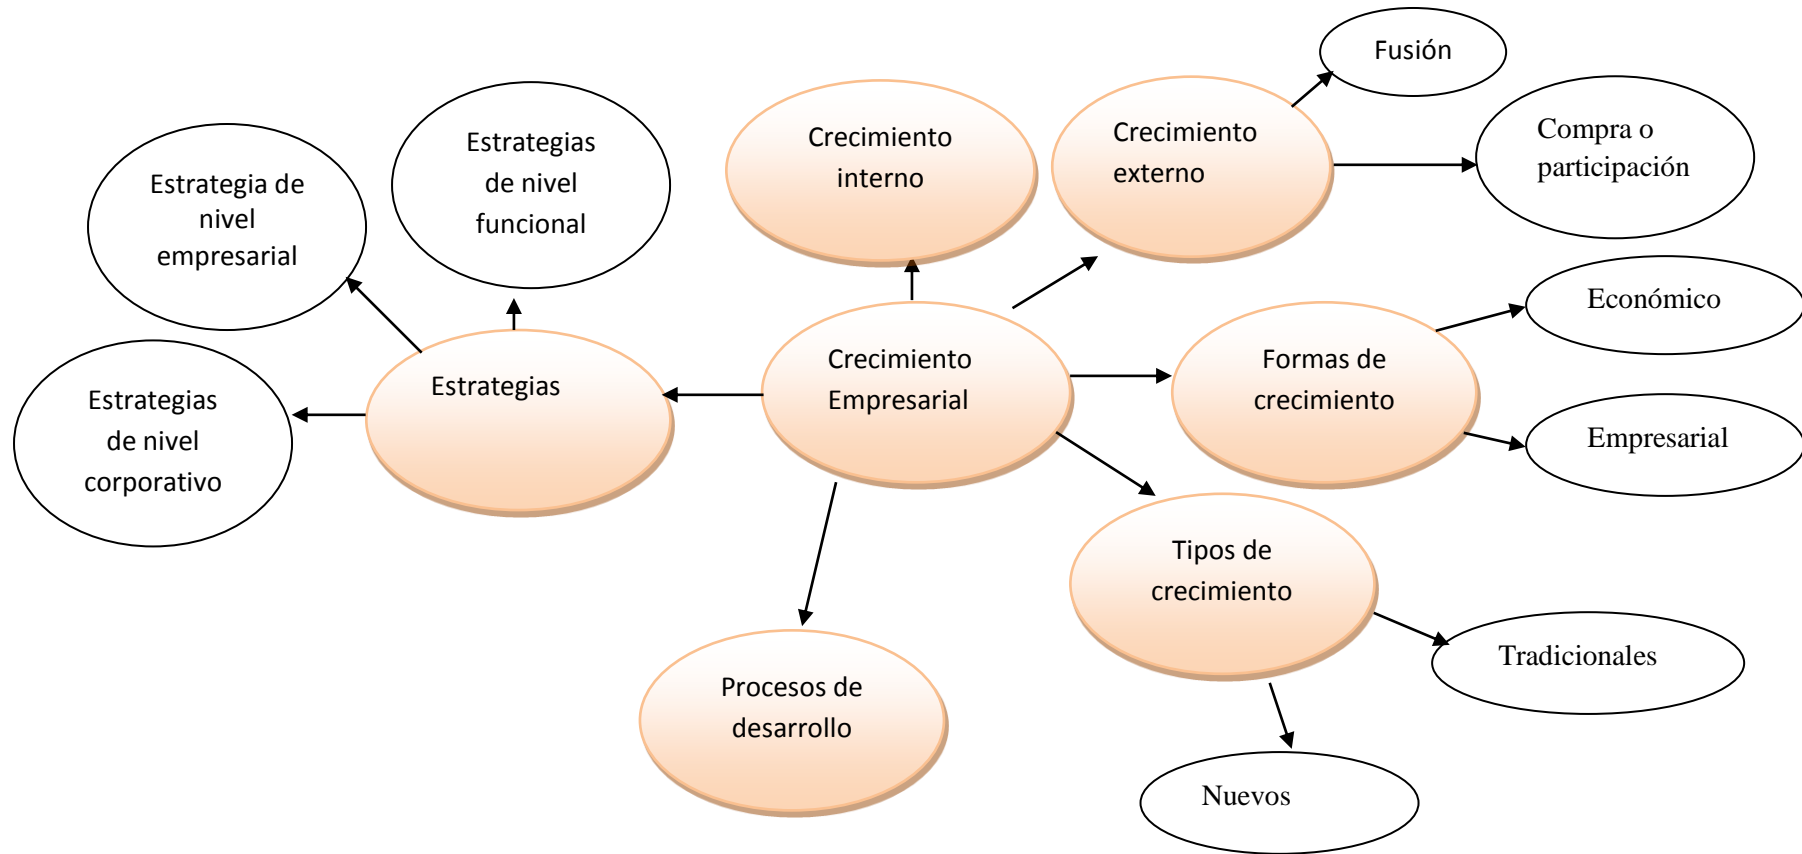 Fusión
Compra o
participación
Crecimiento
externo
Crecimiento
interno
Estrategias
de nivel
funcional
Estrategia de
nivel
empresarial
Estrategias
de nivel
corporativo
Estrategias
Crecimiento
Empresarial
Formas de
crecimiento
Económico
Empresarial
Tipos de
crecimiento
Tradicionales
Nuevos
Procesos de
desarrollo